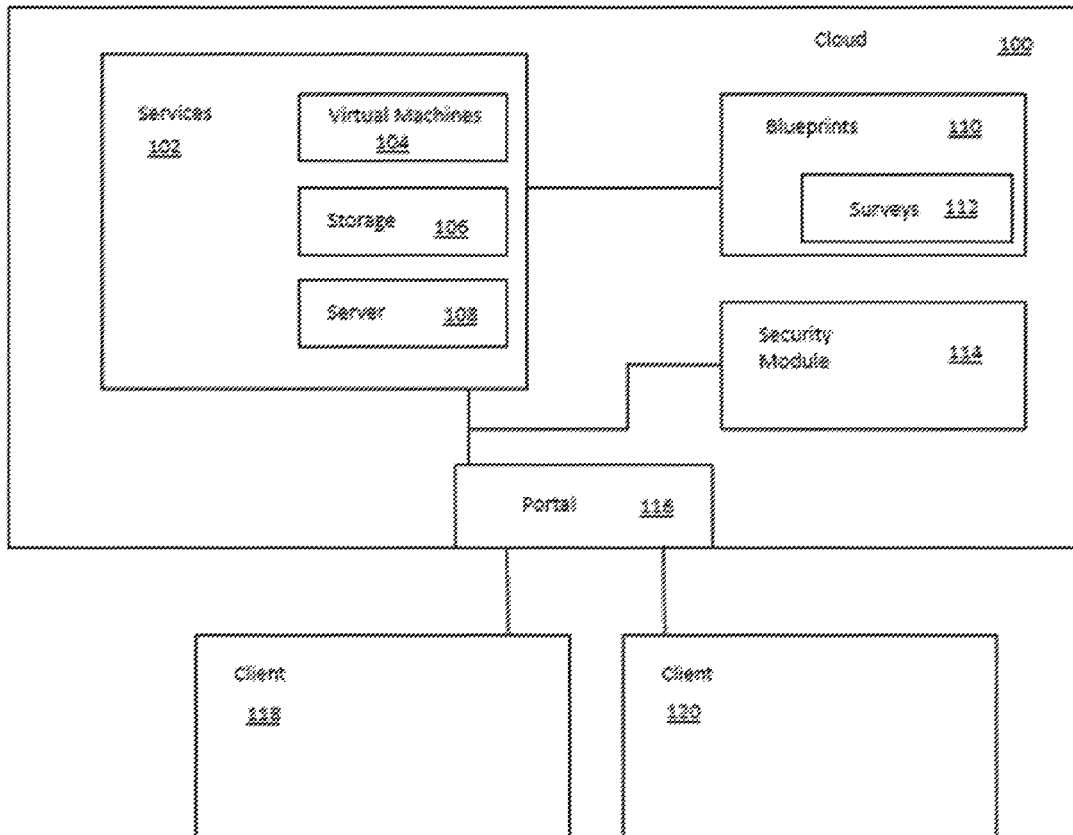 Cloud 100
Services
102
Virtual Machines
104
Storage 106
Server 108
Blueprints 110
Surveys 112
Security
Module 114
Portal 116
Client
118
Client
120